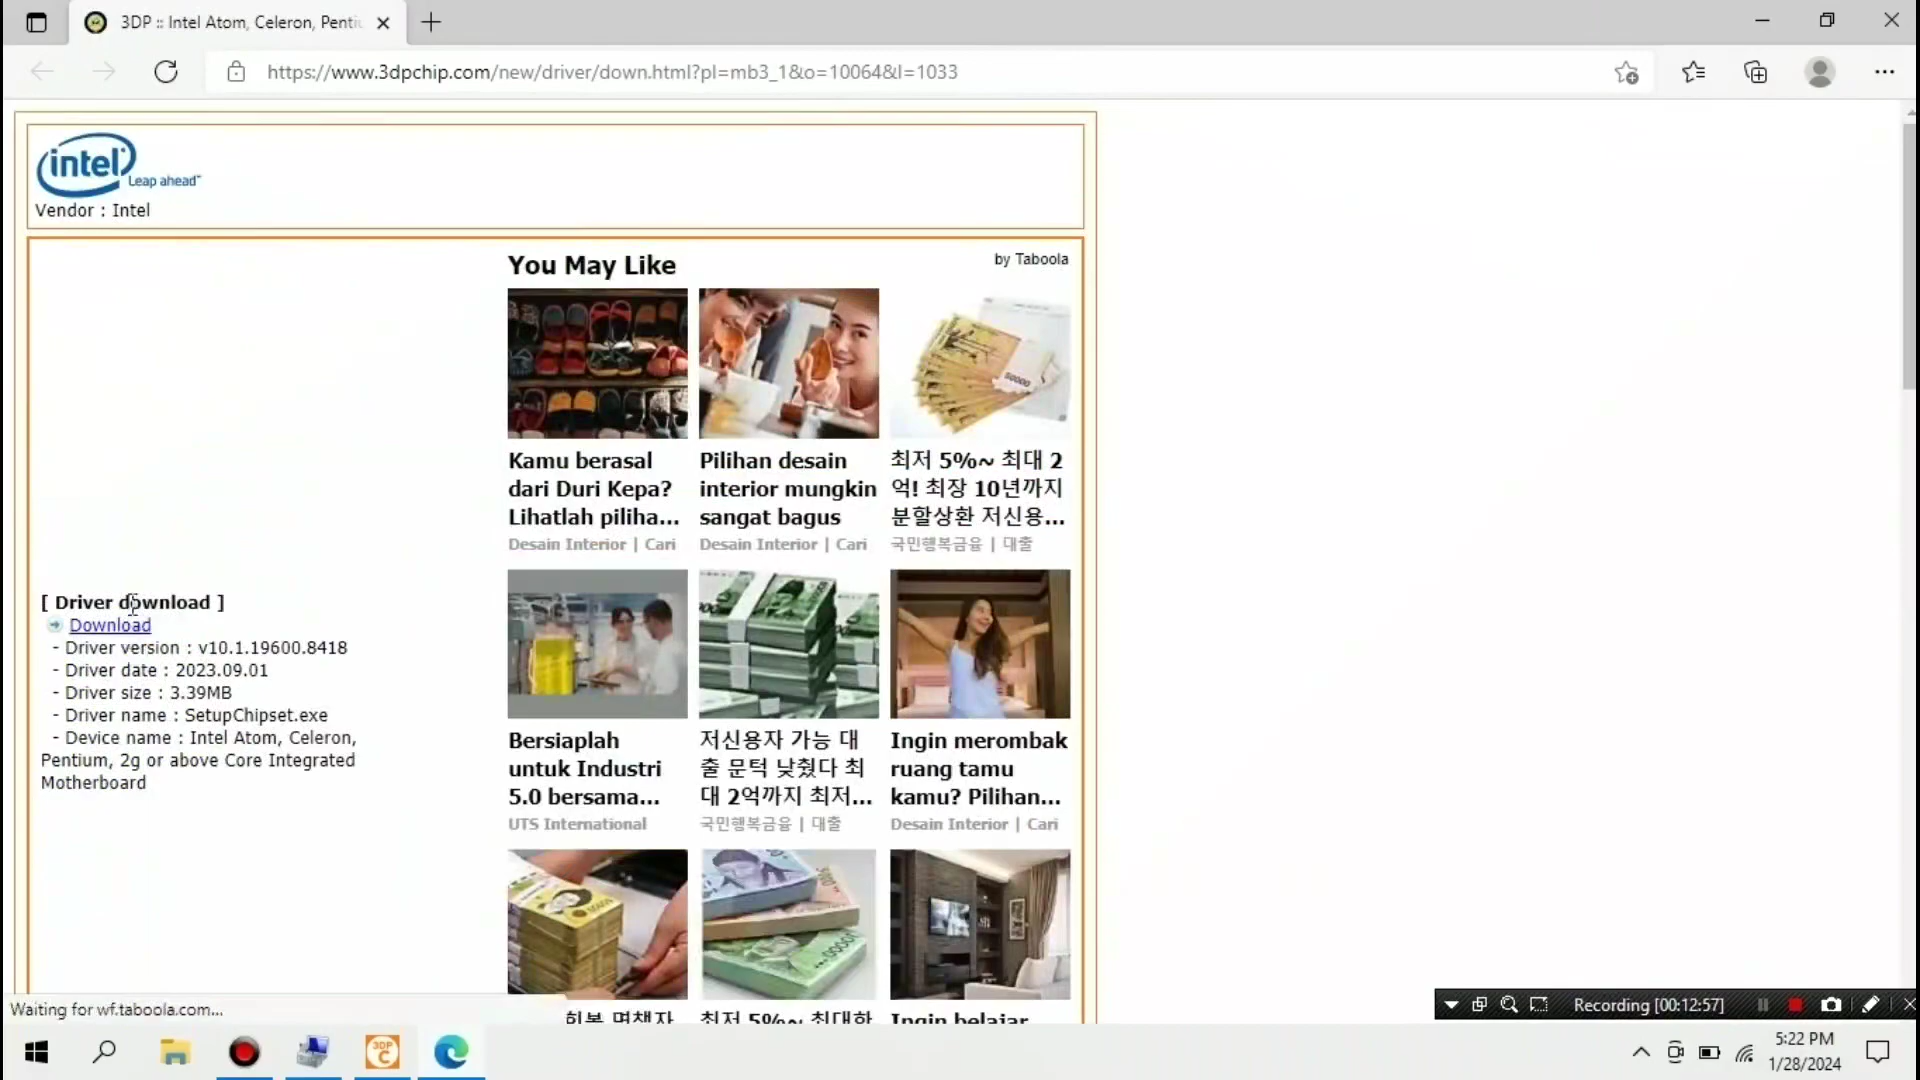 3DP :: Intel Atom, Celeron, Penti
https://www.3dpchip.com/new/driver/down.html?pl=mb3_1&o=10064&l=1033
intel
Leap ahead™
Vendor : Intel
You May Like
by Taboola
Kamu berasal
dari Duri Kepa?
Lihatlah piliha...
Desain Interior | Cari
Pilihan desain
interior mungkin
sangat bagus
Desain Interior | Cari
최저 5%~ 최대 2
억! 최장 10년까지
분할상환 저신용...
국민행복금융 | 대출
[ Driver download ]
Download
- Driver version : v10.1.19600.8418
- Driver date : 2023.09.01
- Driver size : 3.39MB
- Driver name : SetupChipset.exe
- Device name : Intel Atom, Celeron,
Pentium, 2g or above Core Integrated
Motherboard
Bersiaplah
untuk Industri
5.0 bersama...
UTS International
저신용자 가능 대
출 문턱 낮췄다 최
대 2억까지 최저...
국민행복금융 | 대출
Ingin merombak
ruang tamu
kamu? Pilihan...
Desain Interior | Cari
최저 5%~ 최대한
Ingin belajar
Waiting for wf.taboola.com...
Recording [00:12:57]
3DP
C
5:22 PM
1/28/2024